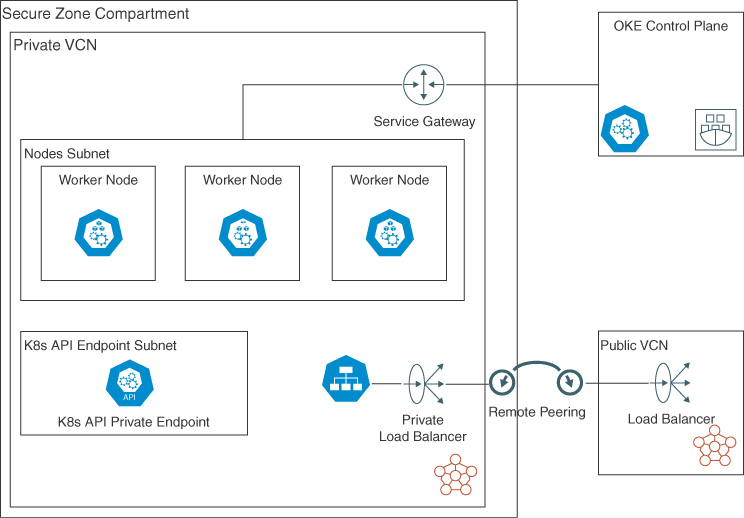 Secure Zone Compartment
Private VCN
OKE Control Plane
Service Gateway
Nodes Subnet
Worker Node
Worker Node
Worker Node
K8s API Endpoint Subnet
API
K8s API Private Endpoint
Private
Load Balancer
Remote Peering
Public VCN
Load Balancer